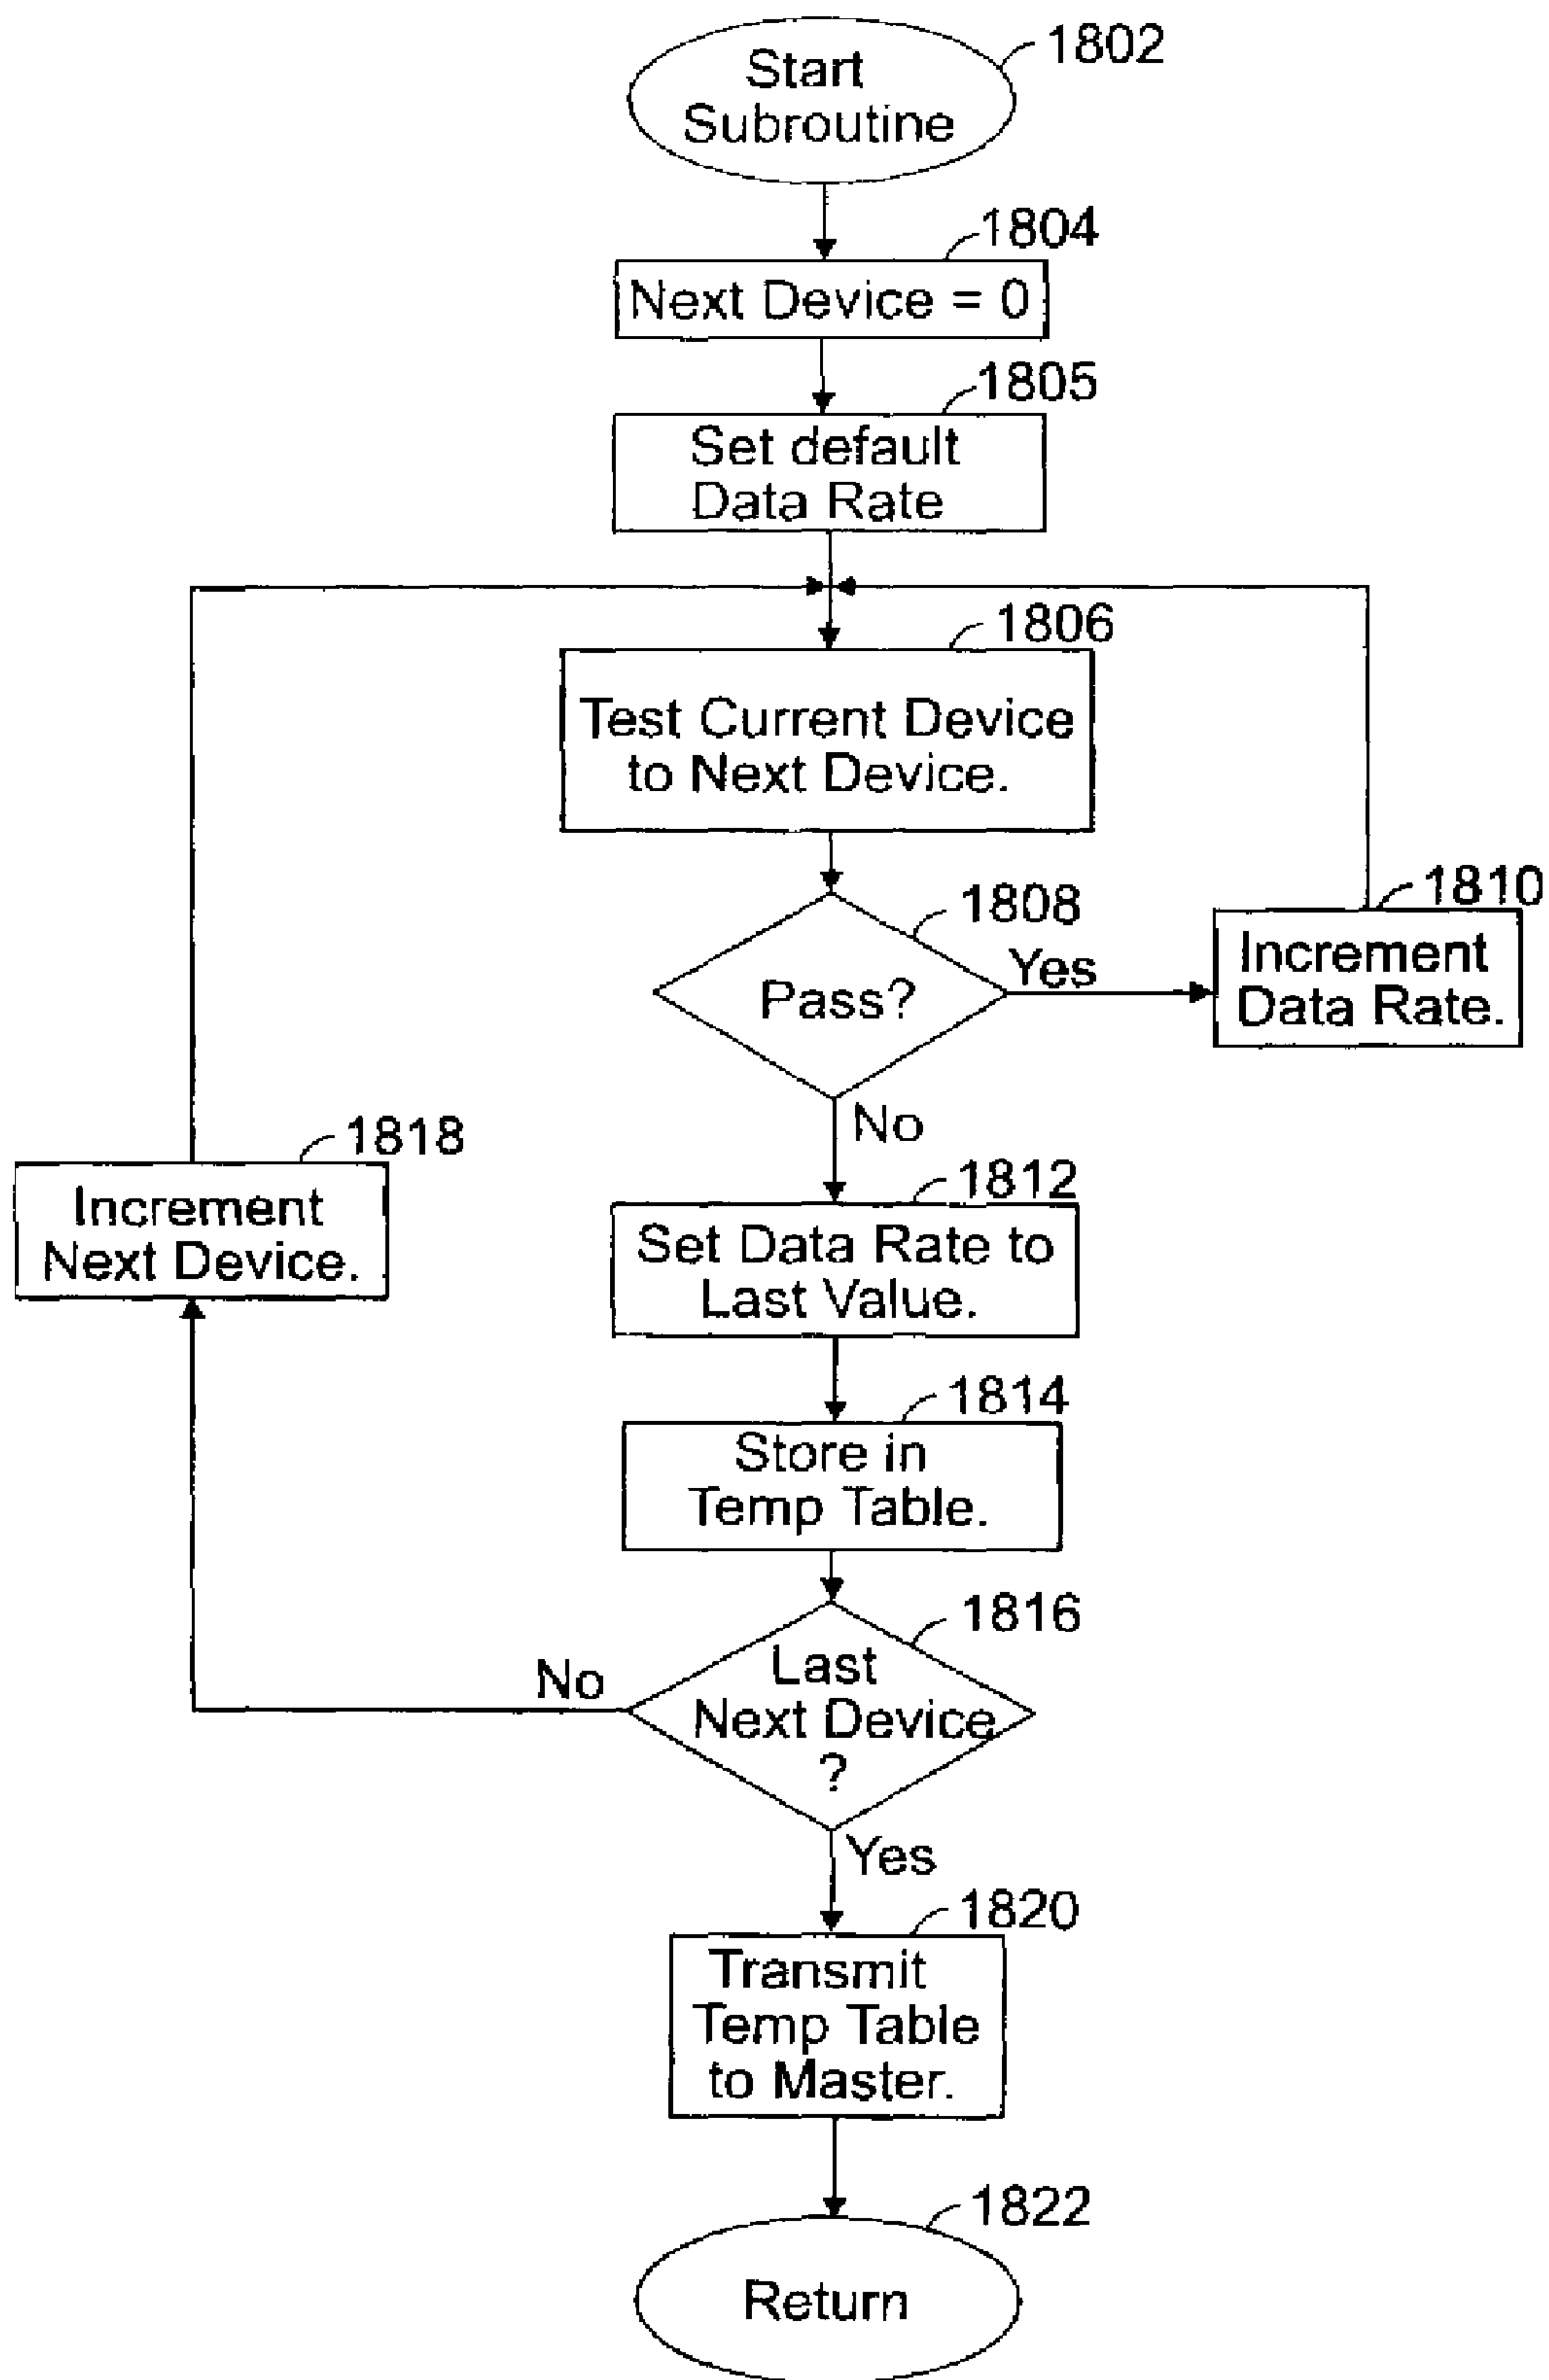 1802
Start
Subroutine
1804
Next Device = 0
1805
Set default
Data Rate
1806
Test Current Device
to Next Device.
1808
Pass?
Yes
1810
Increment
Data Rate.
No
1818
Increment
Next Device.
1812
Set Data Rate to
Last Value.
1814
Store in
Temp Table.
1816
Last
Next Device
?
No
Yes
1820
Transmit
Temp Table
to Master.
1822
Return